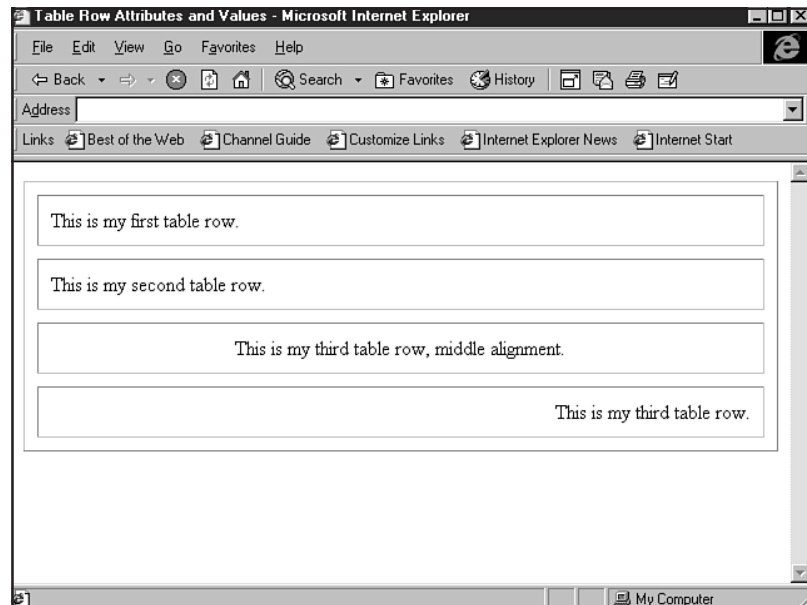 Table Row Attributes and Values - Microsoft Internet Explorer
File Edit View Go Favorites Help
Back Search Favorites History
Address
Links Best of the Web Channel Guide Customize Links Internet Explorer News Internet Start
This is my first table row.
This is my second table row.
This is my third table row, middle alignment.
This is my third table row.
My Computer